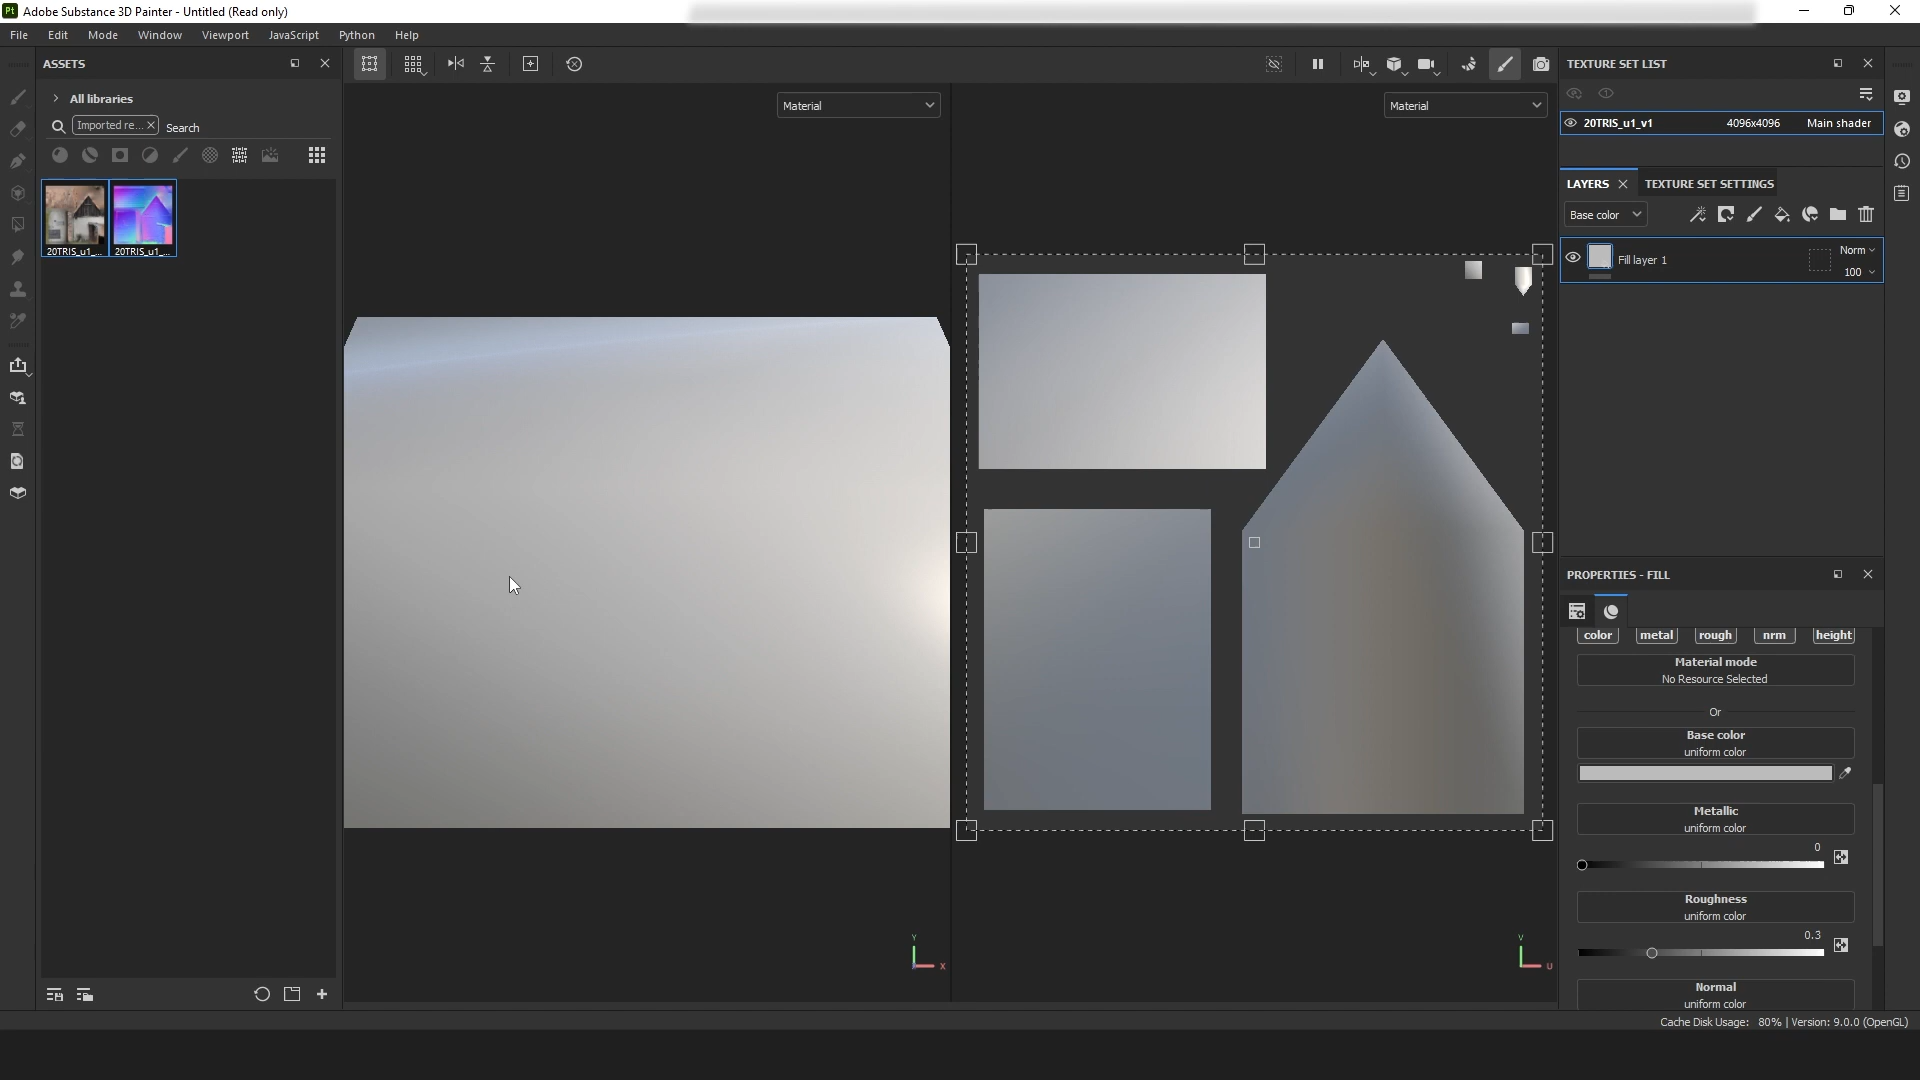 Pt Adobe Substance 3D Painter - Untitled (Read only)
File Edit Mode Window Viewport JavaScript Python Help
ASSETS
All libraries
Imported re... Search
20TRIS_u1_... 20TRIS_u1_...
Material
Material
Y
X
V
U
TEXTURE SET LIST
20TRIS_u1_v1 4096x4096 Main shader
LAYERS TEXTURE SET SETTINGS
Base color
Fill layer 1 Norm
100
PROPERTIES - FILL
color metal rough nrm height
Material mode
No Resource Selected
Or
Base color
uniform color
Metallic
uniform color
0
Roughness
uniform color
0.3
Normal
uniform color
Cache Disk Usage: 80% | Version: 9.0.0 (OpenGL)